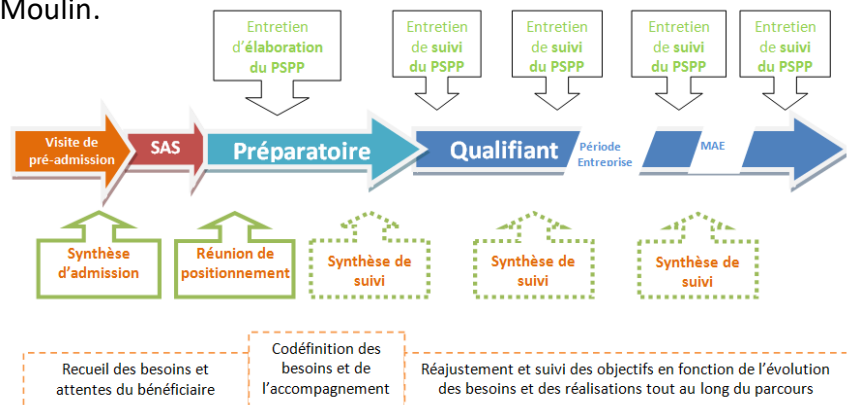 Moulin.
Entretien
d'élaboration
du PSPP
Entretien
de suivi
du PSPP
Entretien
de suivi
du PSPP
Entretien
de suivi
du PSPP
Entretien
de suivi
du PSPP
Visite de
pré-admission
SAS
Préparatoire
Qualifiant
Période
Entreprise
MAE
Synthèse
d'admission
Réunion de
positionnement
Synthèse de
suivi
Synthèse de
suivi
Synthèse de
suivi
Recueil des besoins et
attentes du bénéficiaire
Codéfinition des
besoins et de
l'accompagnement
Réajustement et suivi des objectifs en fonction de l'évolution
des besoins et des réalisations tout au long du parcours